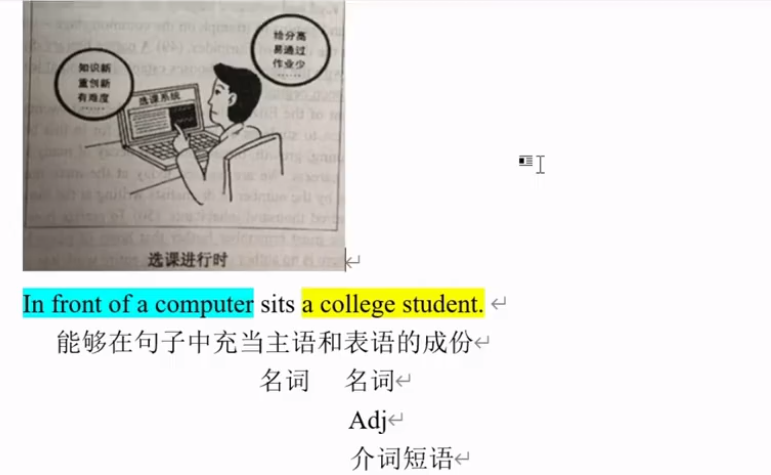 给分高
易通过
作业少
……
知识新
重创新
有难度
……
选课系统
选课进行时
In front of a computer sits a college student.
能够在句子中充当主语和表语的成份
名词 名词
Adj
介词短语